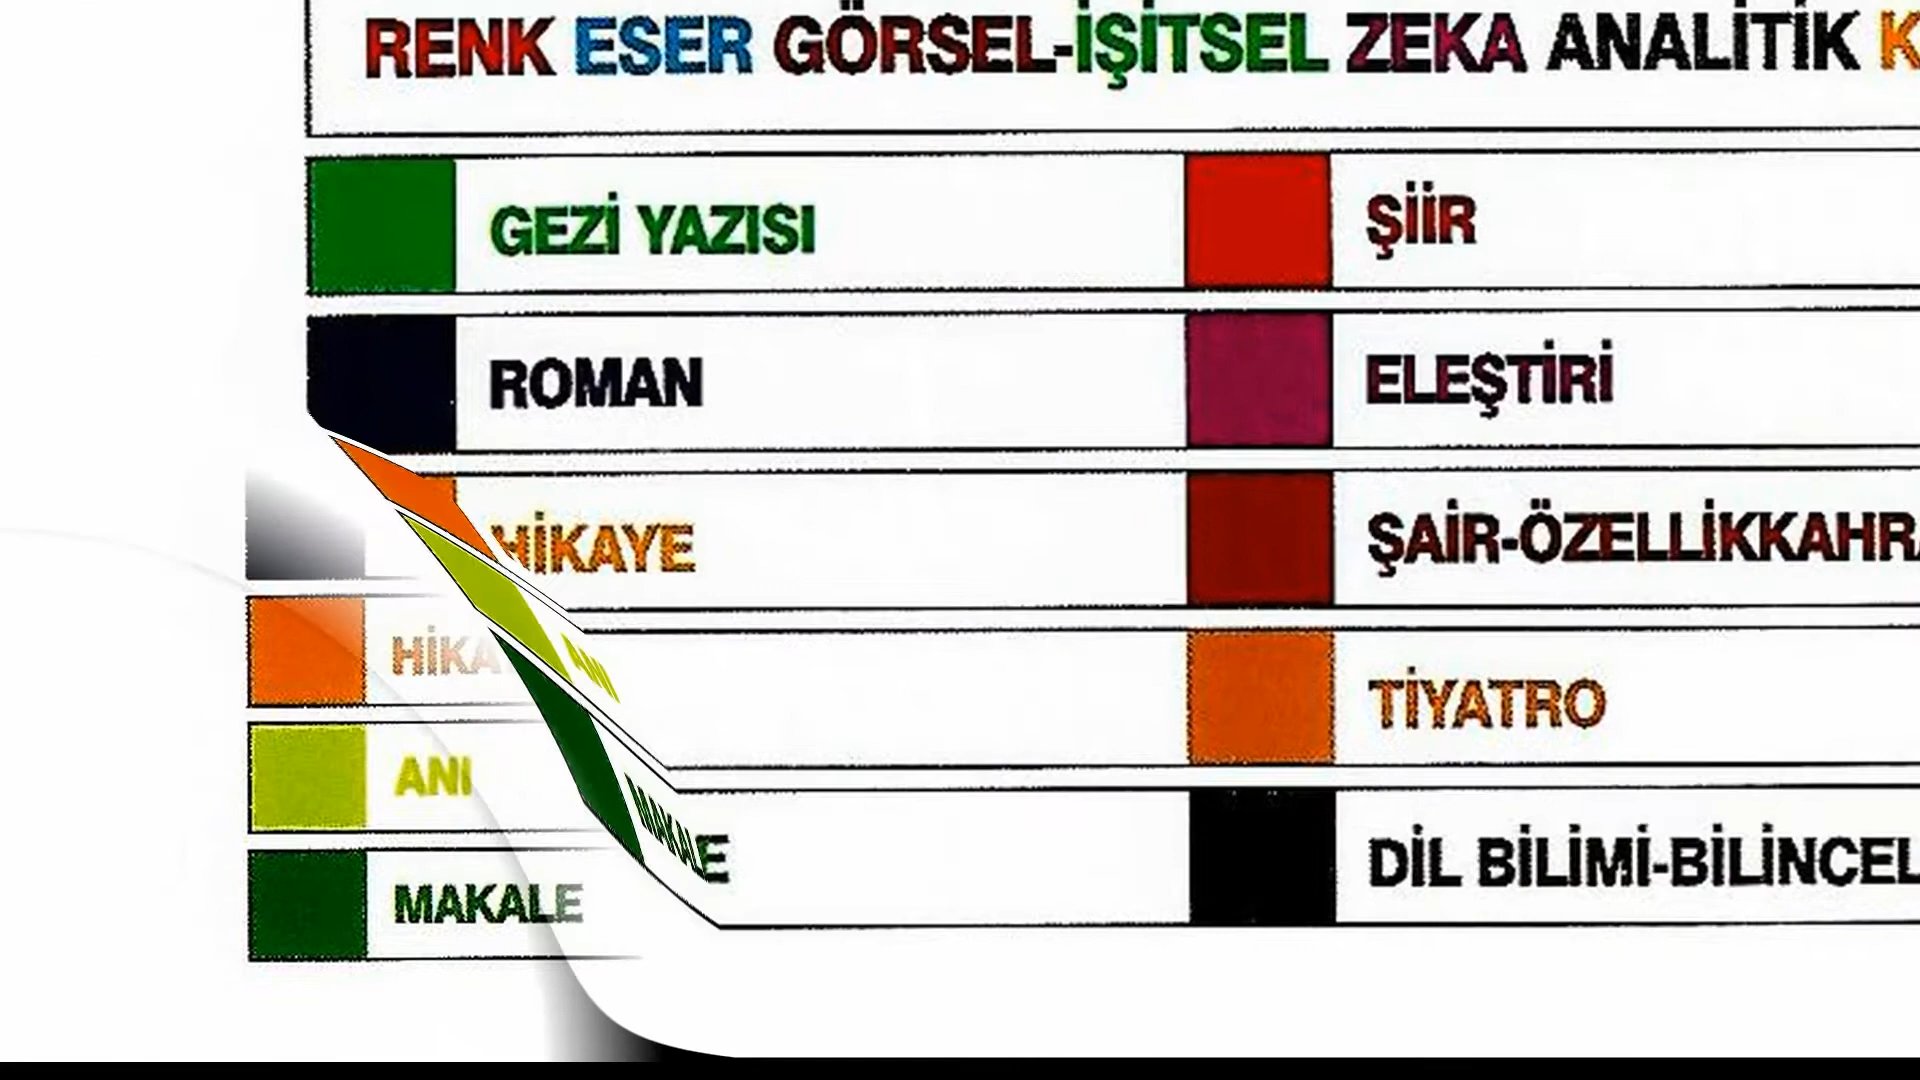 RENK ESER GÖRSEL-İŞİTSEL ZEKA ANALİTİK
GEZİ YAZISI
ŞİİR
ROMAN
ELEŞTİRİ
HİKAYE
ŞAİR-ÖZELLİKKAHR
HİKA
ANI
TİYATRO
ANI
MAKALE
DİL BİLİMİ-BİLİNCEL
MAKALE